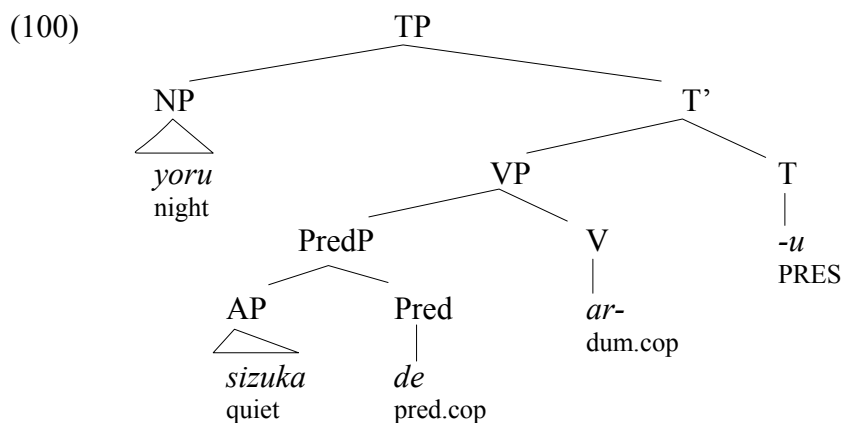 (100) TP
NP T’
yoru VP T
night
PredP V -u
PRES
AP Pred ar-
dum.cop
sizuka de
quiet pred.cop